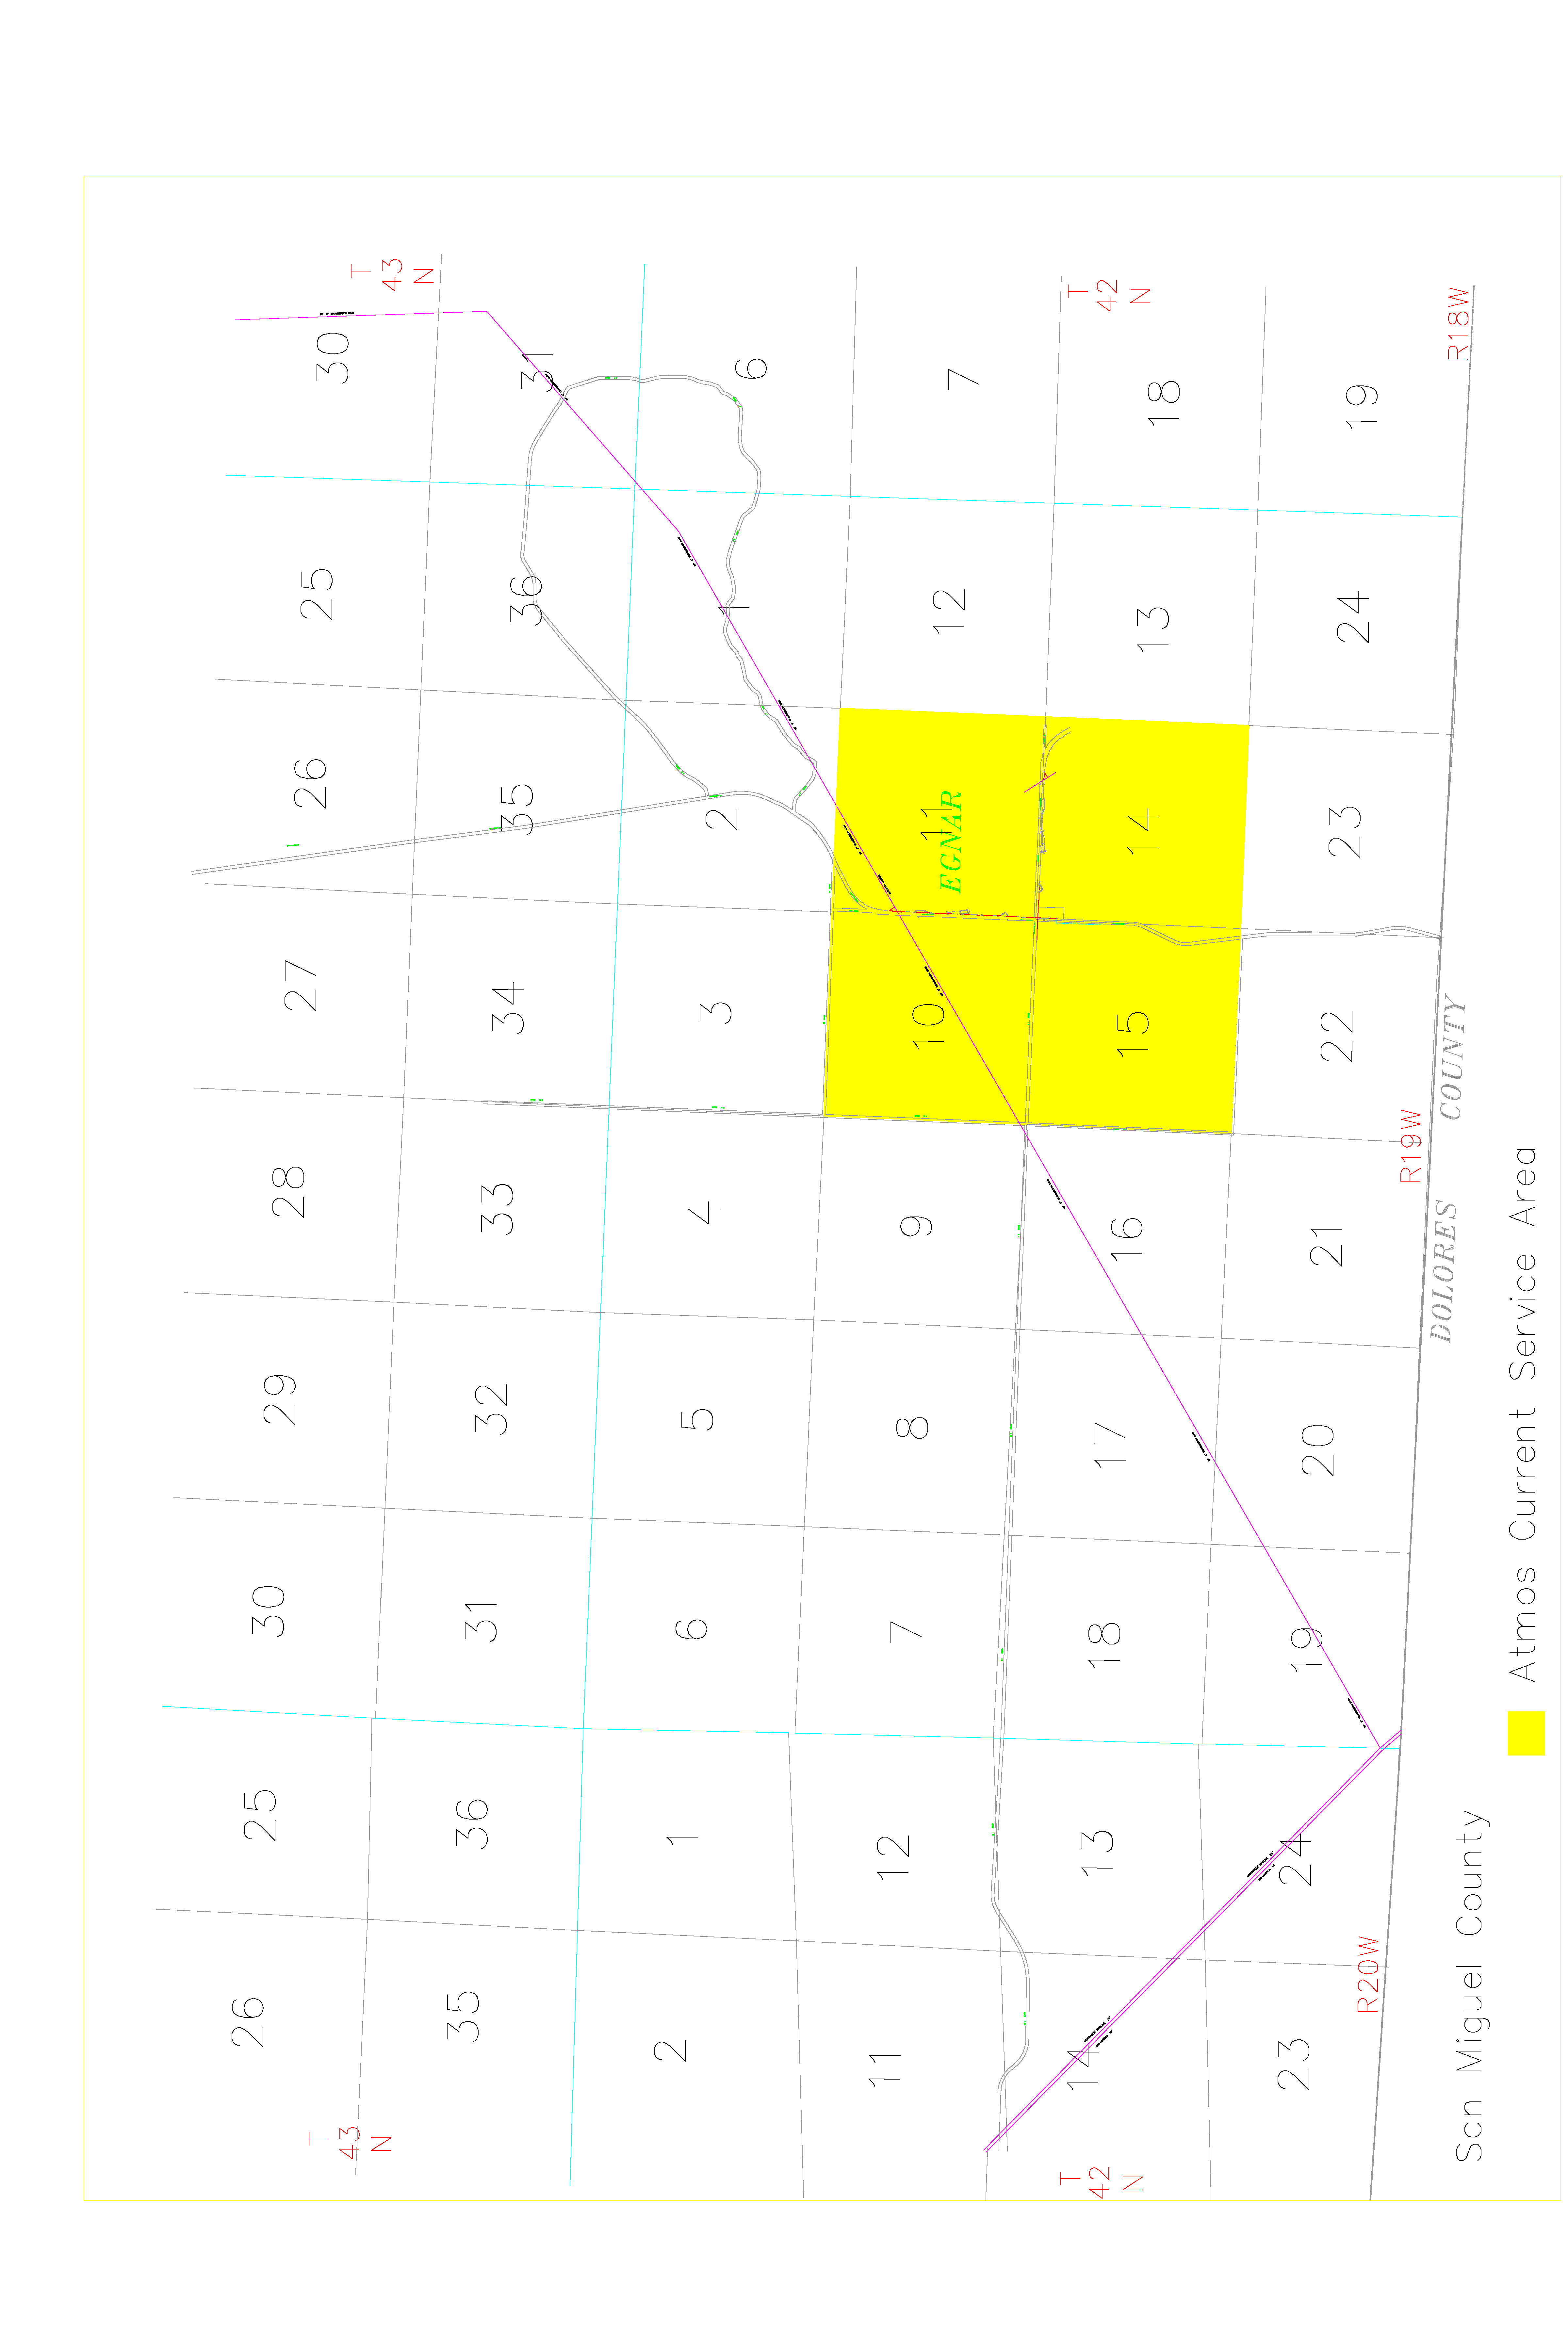 26 25 30 29 28 27 26 25 30
T
43
N
T
43
N
35 36 31 32 33 34 35 36 31
2 1 6 5 4 3 2 1 6
11 12 7 8 9 10 11 12 7
EGNAR
T
42
N
T
42
N
14 13 18 17 16 15 14 13 18
23 24 19 20 21 22 23 24 19
R20W R19W R18W
DOLORES COUNTY
San Miguel County
Atmos Current Service Area